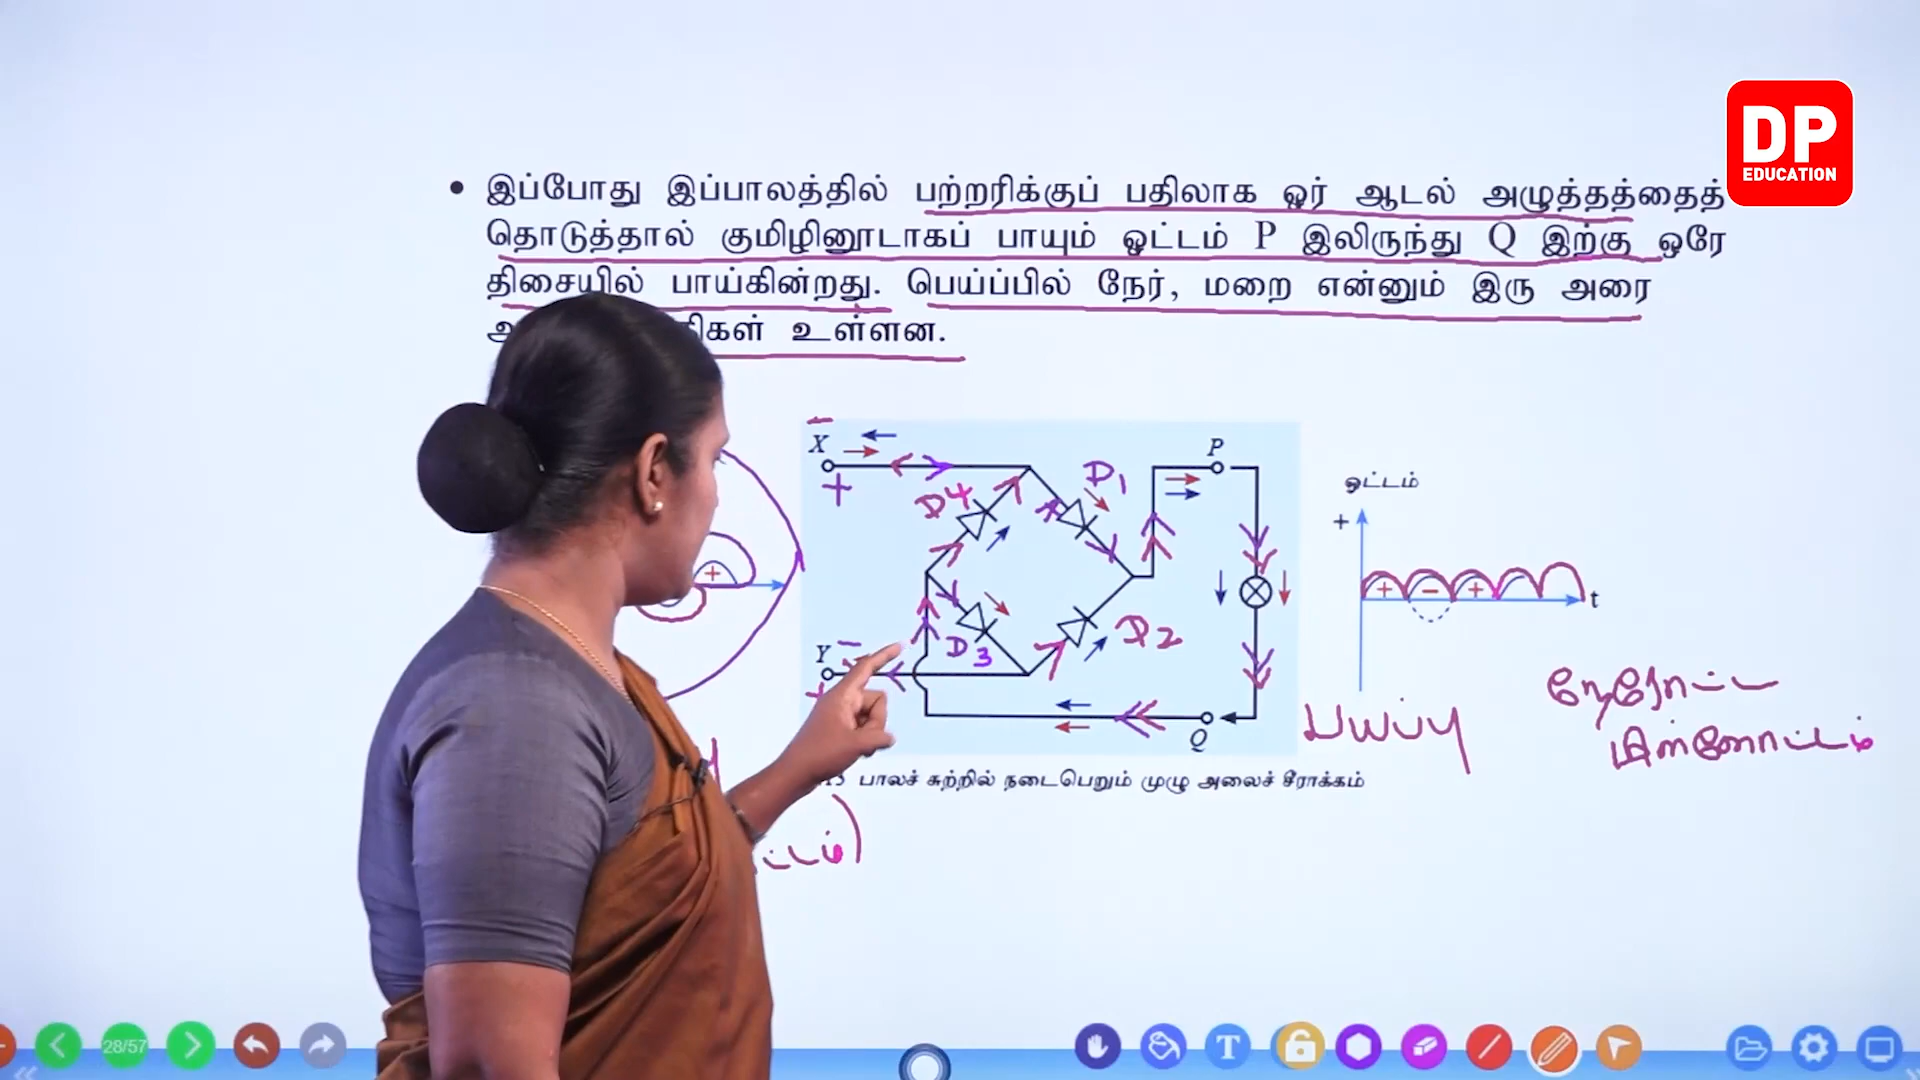 DP
EDUCATION
• இப்போது இப்பாலத்தில் பற்றரிக்குப் பதிலாக ஓர் ஆடல் அழுத்தத்தைத்
தொடுத்தால் குமிழினூடாகப் பாயும் ஓட்டம் P இலிருந்து Q இற்கு ஒரே
திசையில் பாய்கின்றது. பெய்ப்பில் நேர், மறை என்னும் இரு அரை
உள்ளன.
X
+
D4
D1
P
ஓட்டம்
+
+
+ - +
t
Y
D3
D2
Q
பயப்பு
நேரோட்ட
மின்னோட்டம்
பாலச் சுற்றில் நடைபெறும் முழு அலைச் சீராக்கம்
28/57
T